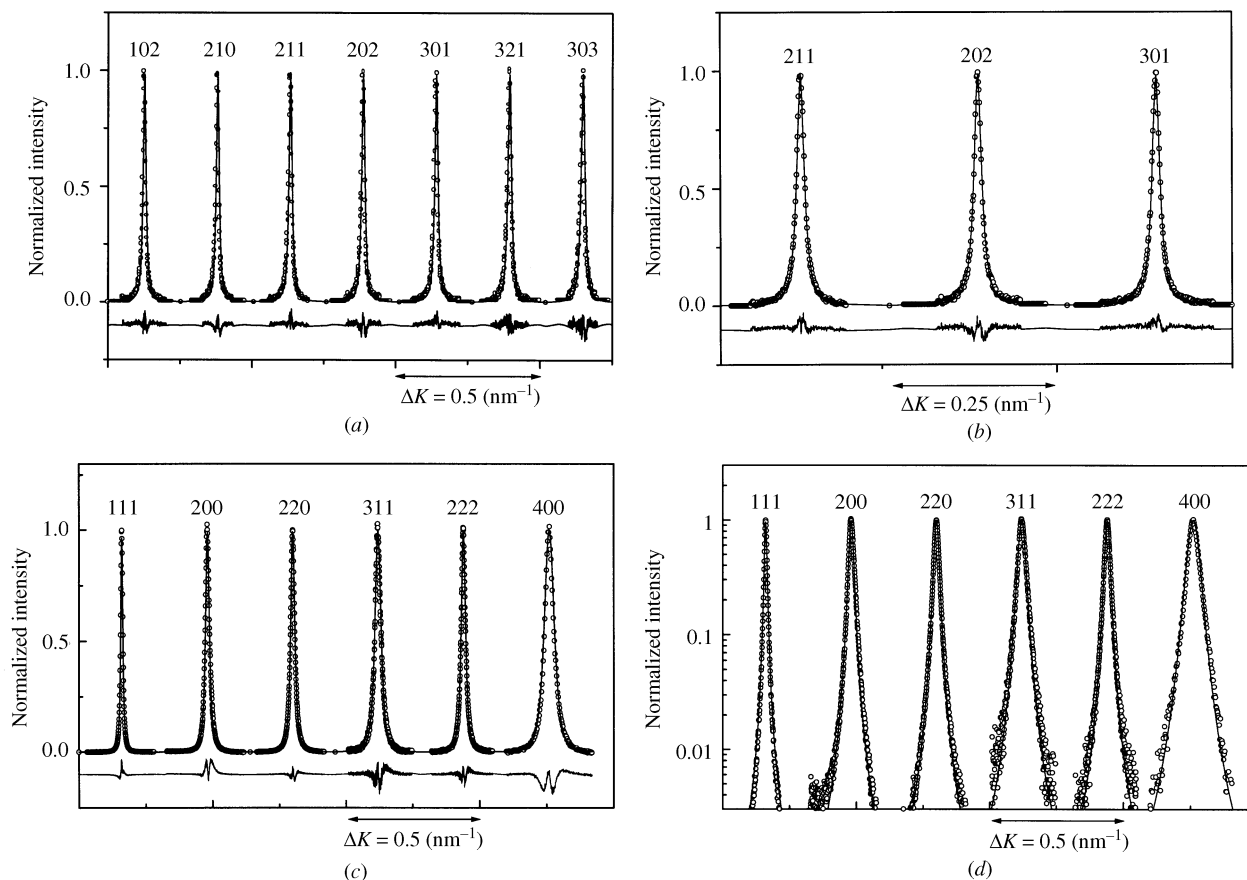 102 210 211 202 301 321 303
1.0
0.5
0.0
Normalized intensity
ΔK = 0.5 (nm⁻¹)
(a)
211 202 301
1.0
0.5
0.0
Normalized intensity
ΔK = 0.25 (nm⁻¹)
(b)
111 200 220 311 222 400
1.0
0.5
0.0
Normalized intensity
ΔK = 0.5 (nm⁻¹)
(c)
111 200 220 311 222 400
1
0.1
0.01
Normalized intensity
ΔK = 0.5 (nm⁻¹)
(d)